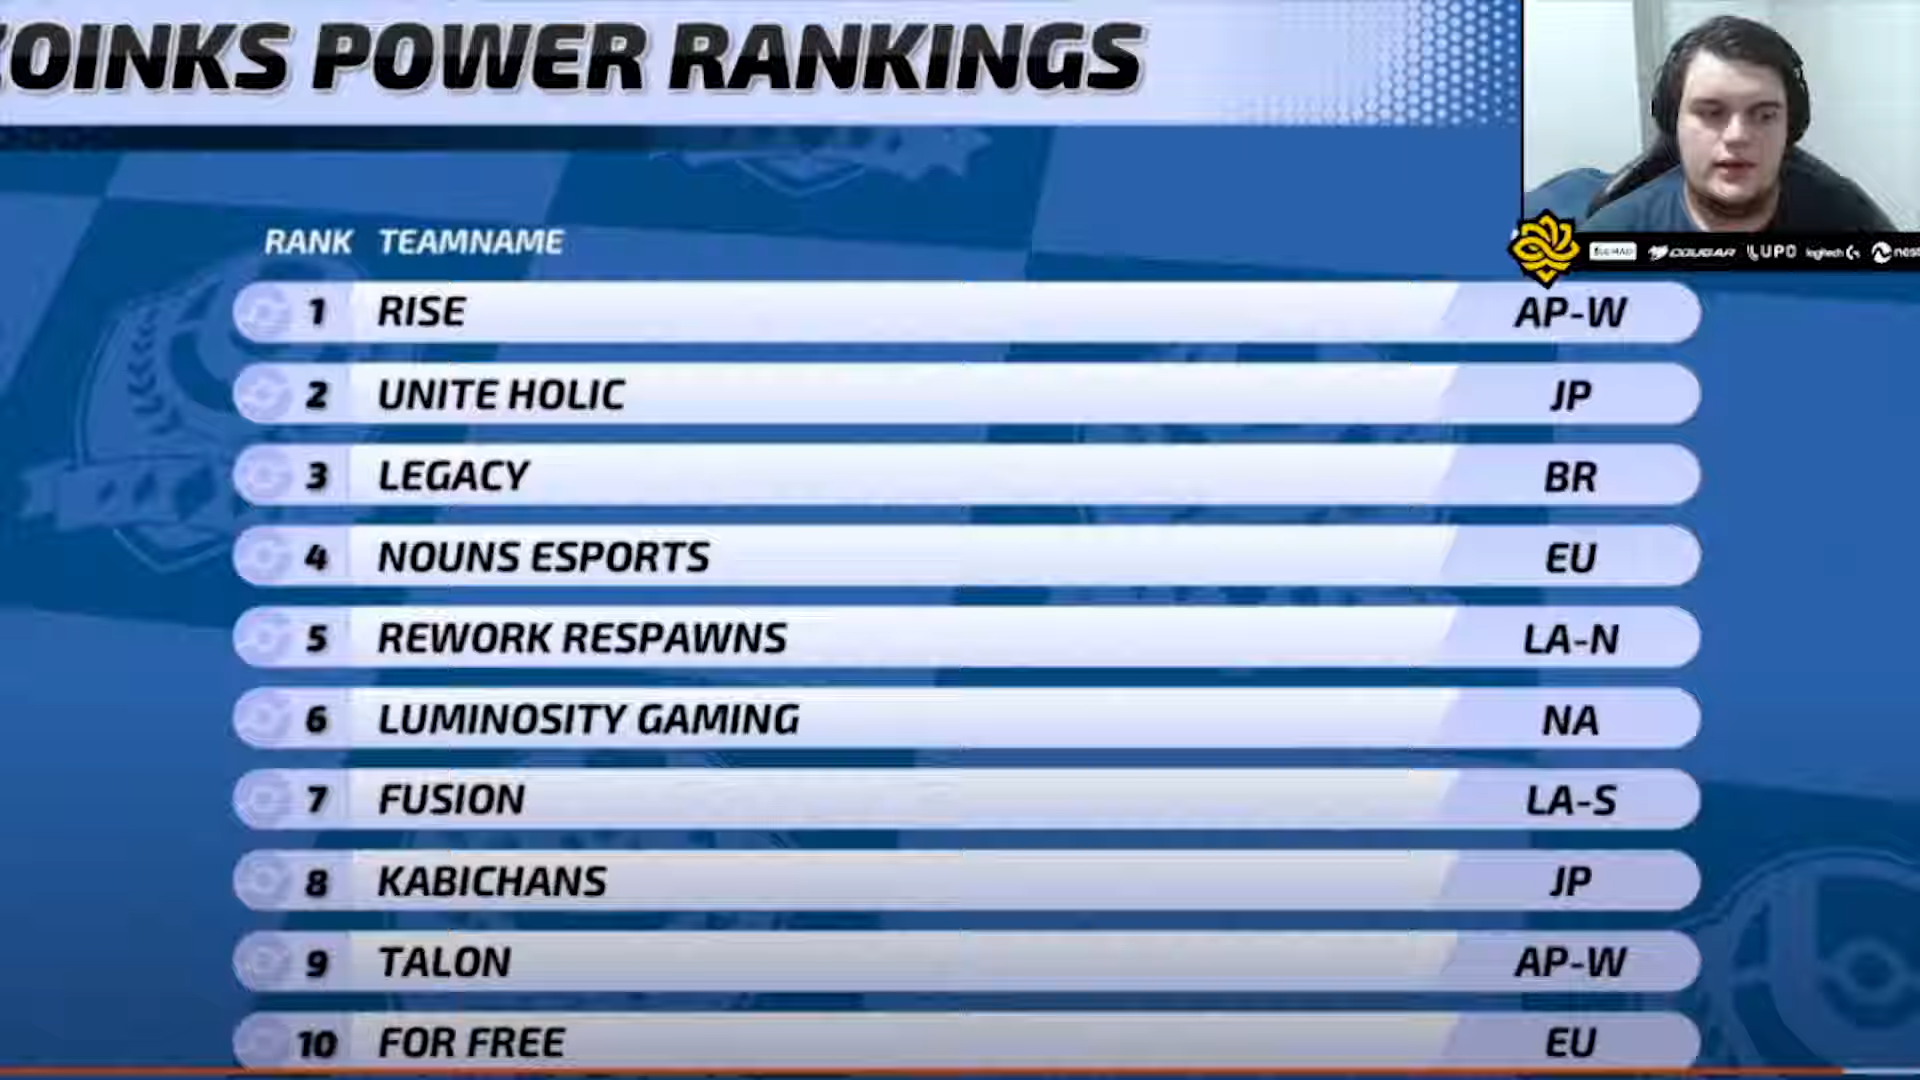 OINKS POWER RANKINGS
RANK TEAMNAME
1 RISE AP-W
2 UNITE HOLIC JP
3 LEGACY BR
4 NOUNS ESPORTS EU
5 REWORK RESPAWNS LA-N
6 LUMINOSITY GAMING NA
7 FUSION LA-S
8 KABICHANS JP
9 TALON AP-W
10 FOR FREE EU
COUGAR LUPO logitech G